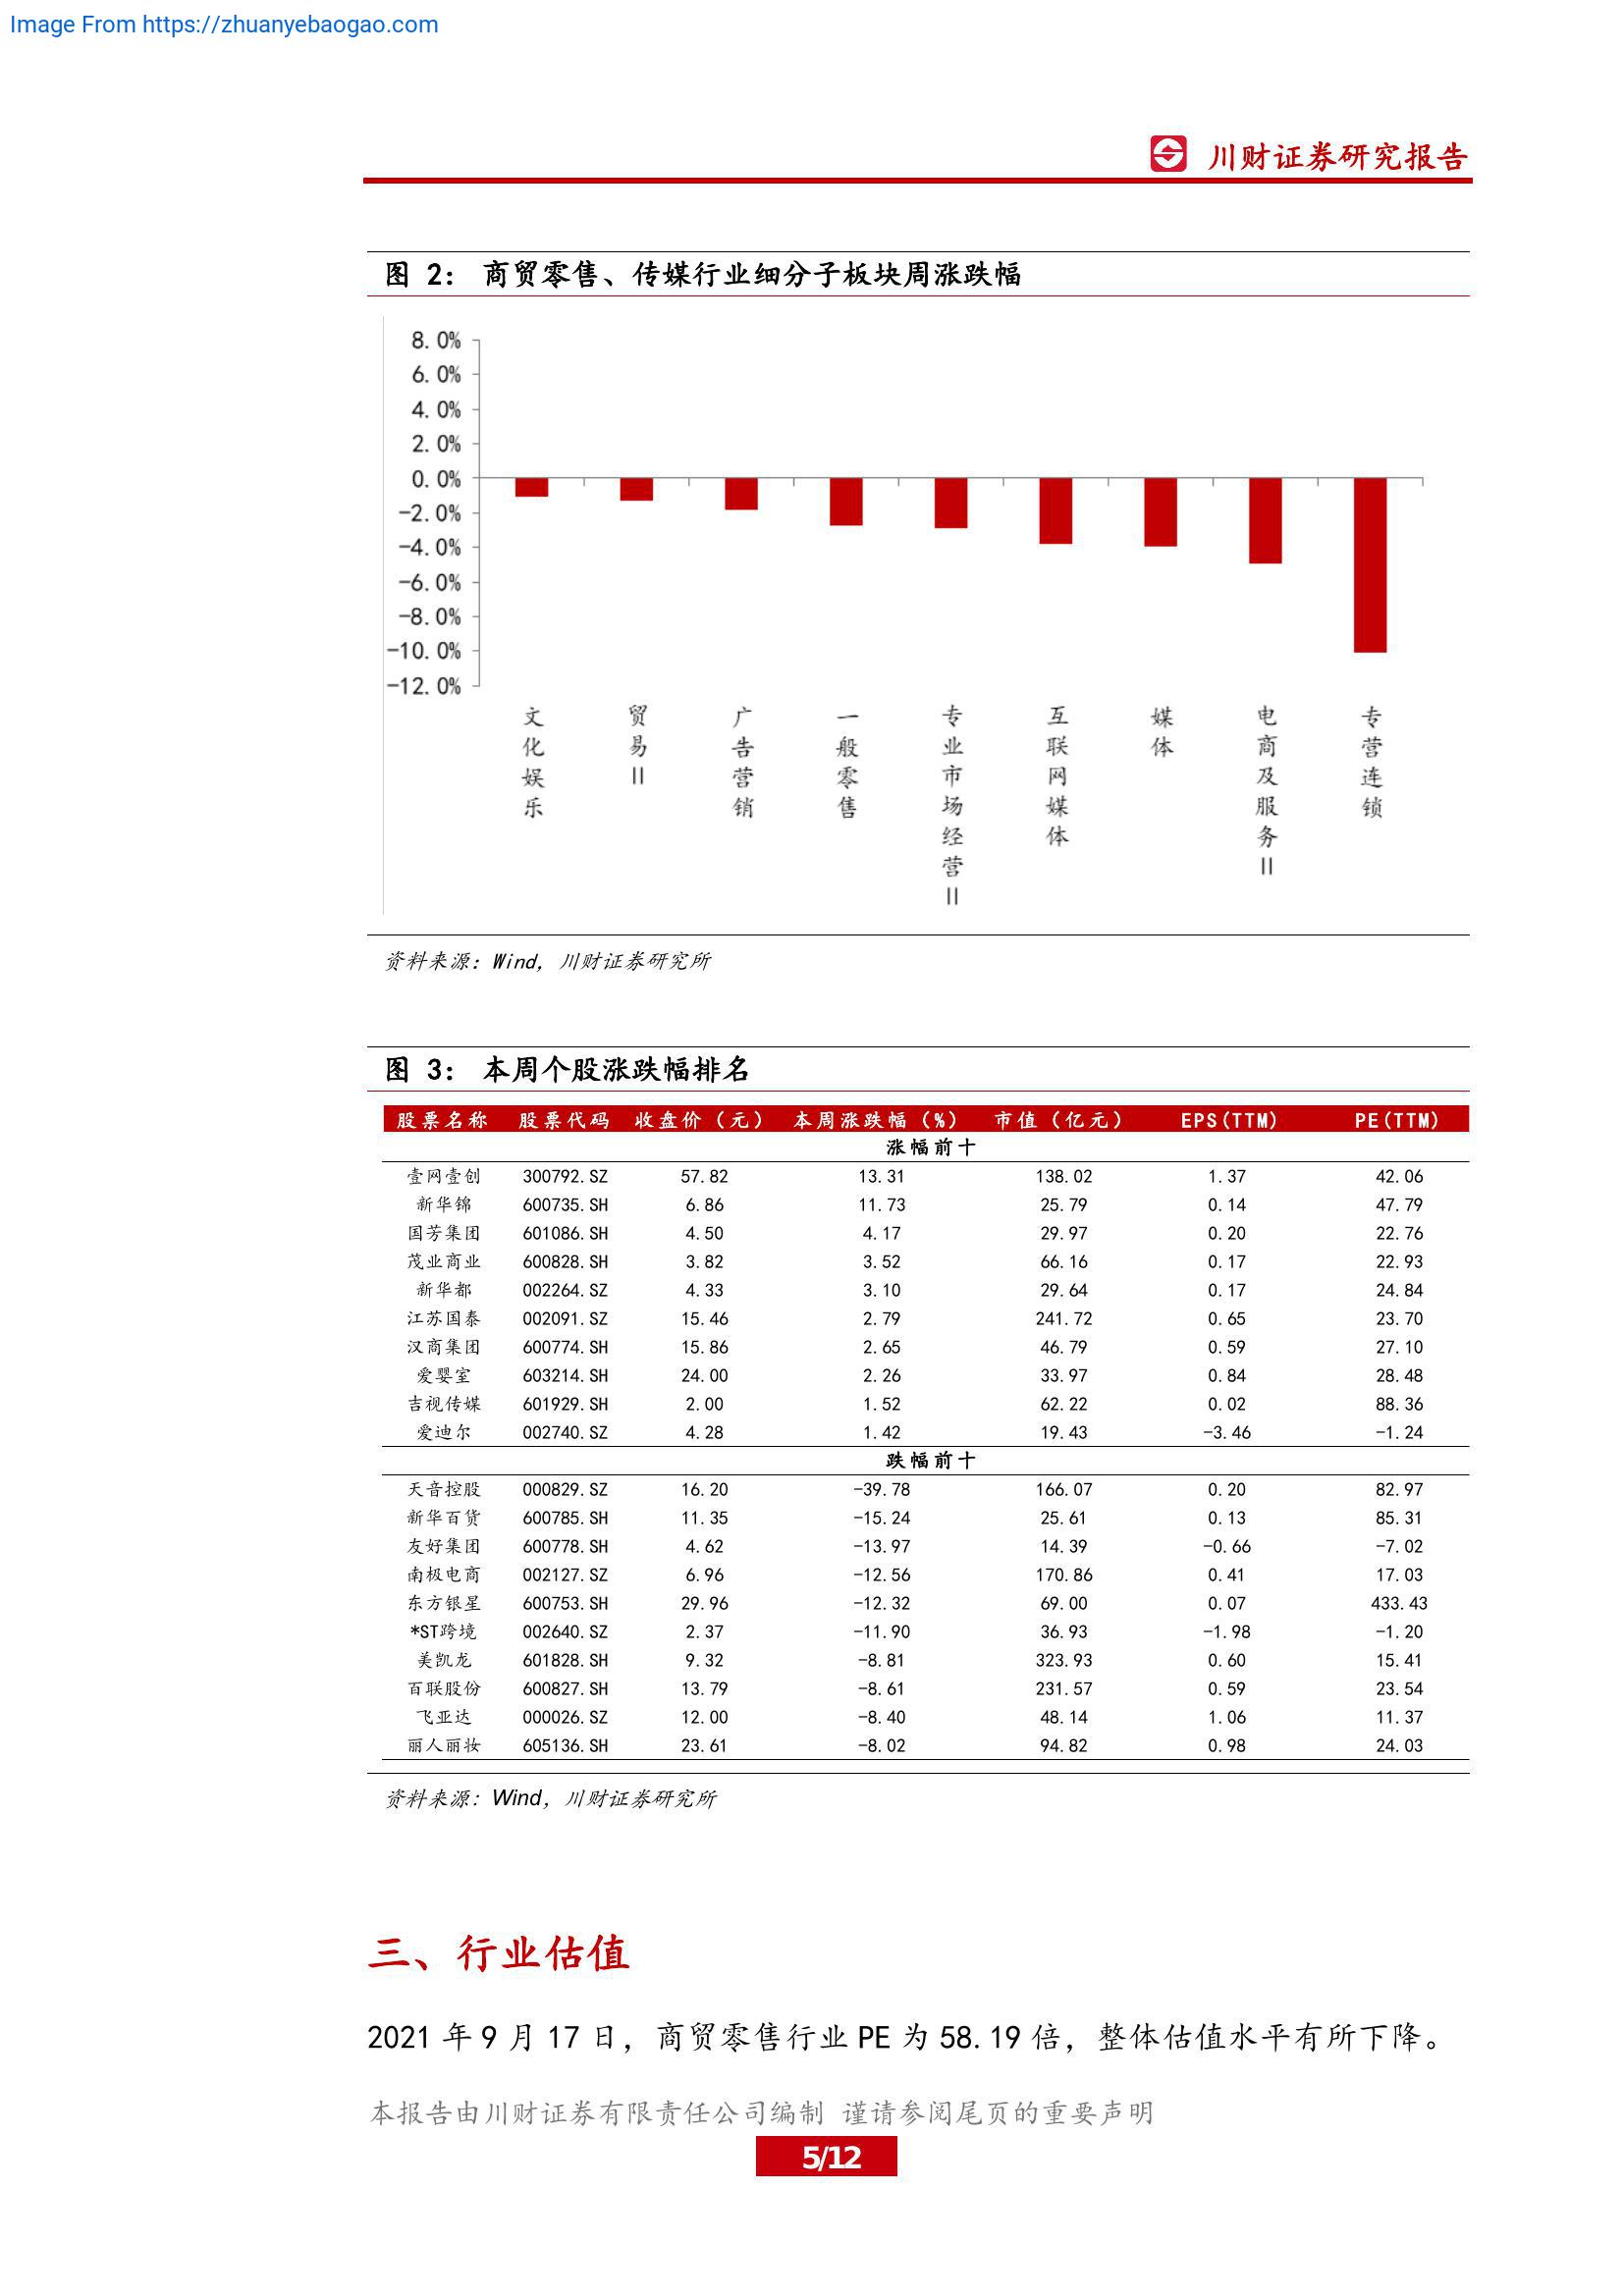 Image From https://zhuanyebaogao.com
川财证券研究报告
图 2： 商贸零售、传媒行业细分子板块周涨跌幅
8.0%
6.0%
4.0%
2.0%
0.0%
-2.0%
-4.0%
-6.0%
-8.0%
-10.0%
-12.0%
文化娱乐
贸易II
广告营销
一般零售
专业市场经营II
互联网媒体
媒体
电商及服务II
专营连锁
资料来源：Wind，川财证券研究所
图 3： 本周个股涨跌幅排名
股票名称 股票代码 收盘价（元） 本周涨跌幅（%） 市值（亿元） EPS(TTM) PE(TTM)
涨幅前十
壹网壹创 300792.SZ 57.82 13.31 138.02 1.37 42.06
新华锦 600735.SH 6.86 11.73 25.79 0.14 47.79
国芳集团 601086.SH 4.50 4.17 29.97 0.20 22.76
茂业商业 600828.SH 3.82 3.52 66.16 0.17 22.93
新华都 002264.SZ 4.33 3.10 29.64 0.17 24.84
江苏国泰 002091.SZ 15.46 2.79 241.72 0.65 23.70
汉商集团 600774.SH 15.86 2.65 46.79 0.59 27.10
爱婴室 603214.SH 24.00 2.26 33.97 0.84 28.48
吉视传媒 601929.SH 2.00 1.52 62.22 0.02 88.36
爱迪尔 002740.SZ 4.28 1.42 19.43 -3.46 -1.24
跌幅前十
天音控股 000829.SZ 16.20 -39.78 166.07 0.20 82.97
新华百货 600785.SH 11.35 -15.24 25.61 0.13 85.31
友好集团 600778.SH 4.62 -13.97 14.39 -0.66 -7.02
南极电商 002127.SZ 6.96 -12.56 170.86 0.41 17.03
东方银星 600753.SH 29.96 -12.32 69.00 0.07 433.43
*ST跨境 002640.SZ 2.37 -11.90 36.93 -1.98 -1.20
美凯龙 601828.SH 9.32 -8.81 323.93 0.60 15.41
百联股份 600827.SH 13.79 -8.61 231.57 0.59 23.54
飞亚达 000026.SZ 12.00 -8.40 48.14 1.06 11.37
丽人丽妆 605136.SH 23.61 -8.02 94.82 0.98 24.03
资料来源：Wind，川财证券研究所
三、行业估值
2021 年 9 月 17 日，商贸零售行业 PE 为 58.19 倍，整体估值水平有所下降。
本报告由川财证券有限责任公司编制 谨请参阅尾页的重要声明
5/12